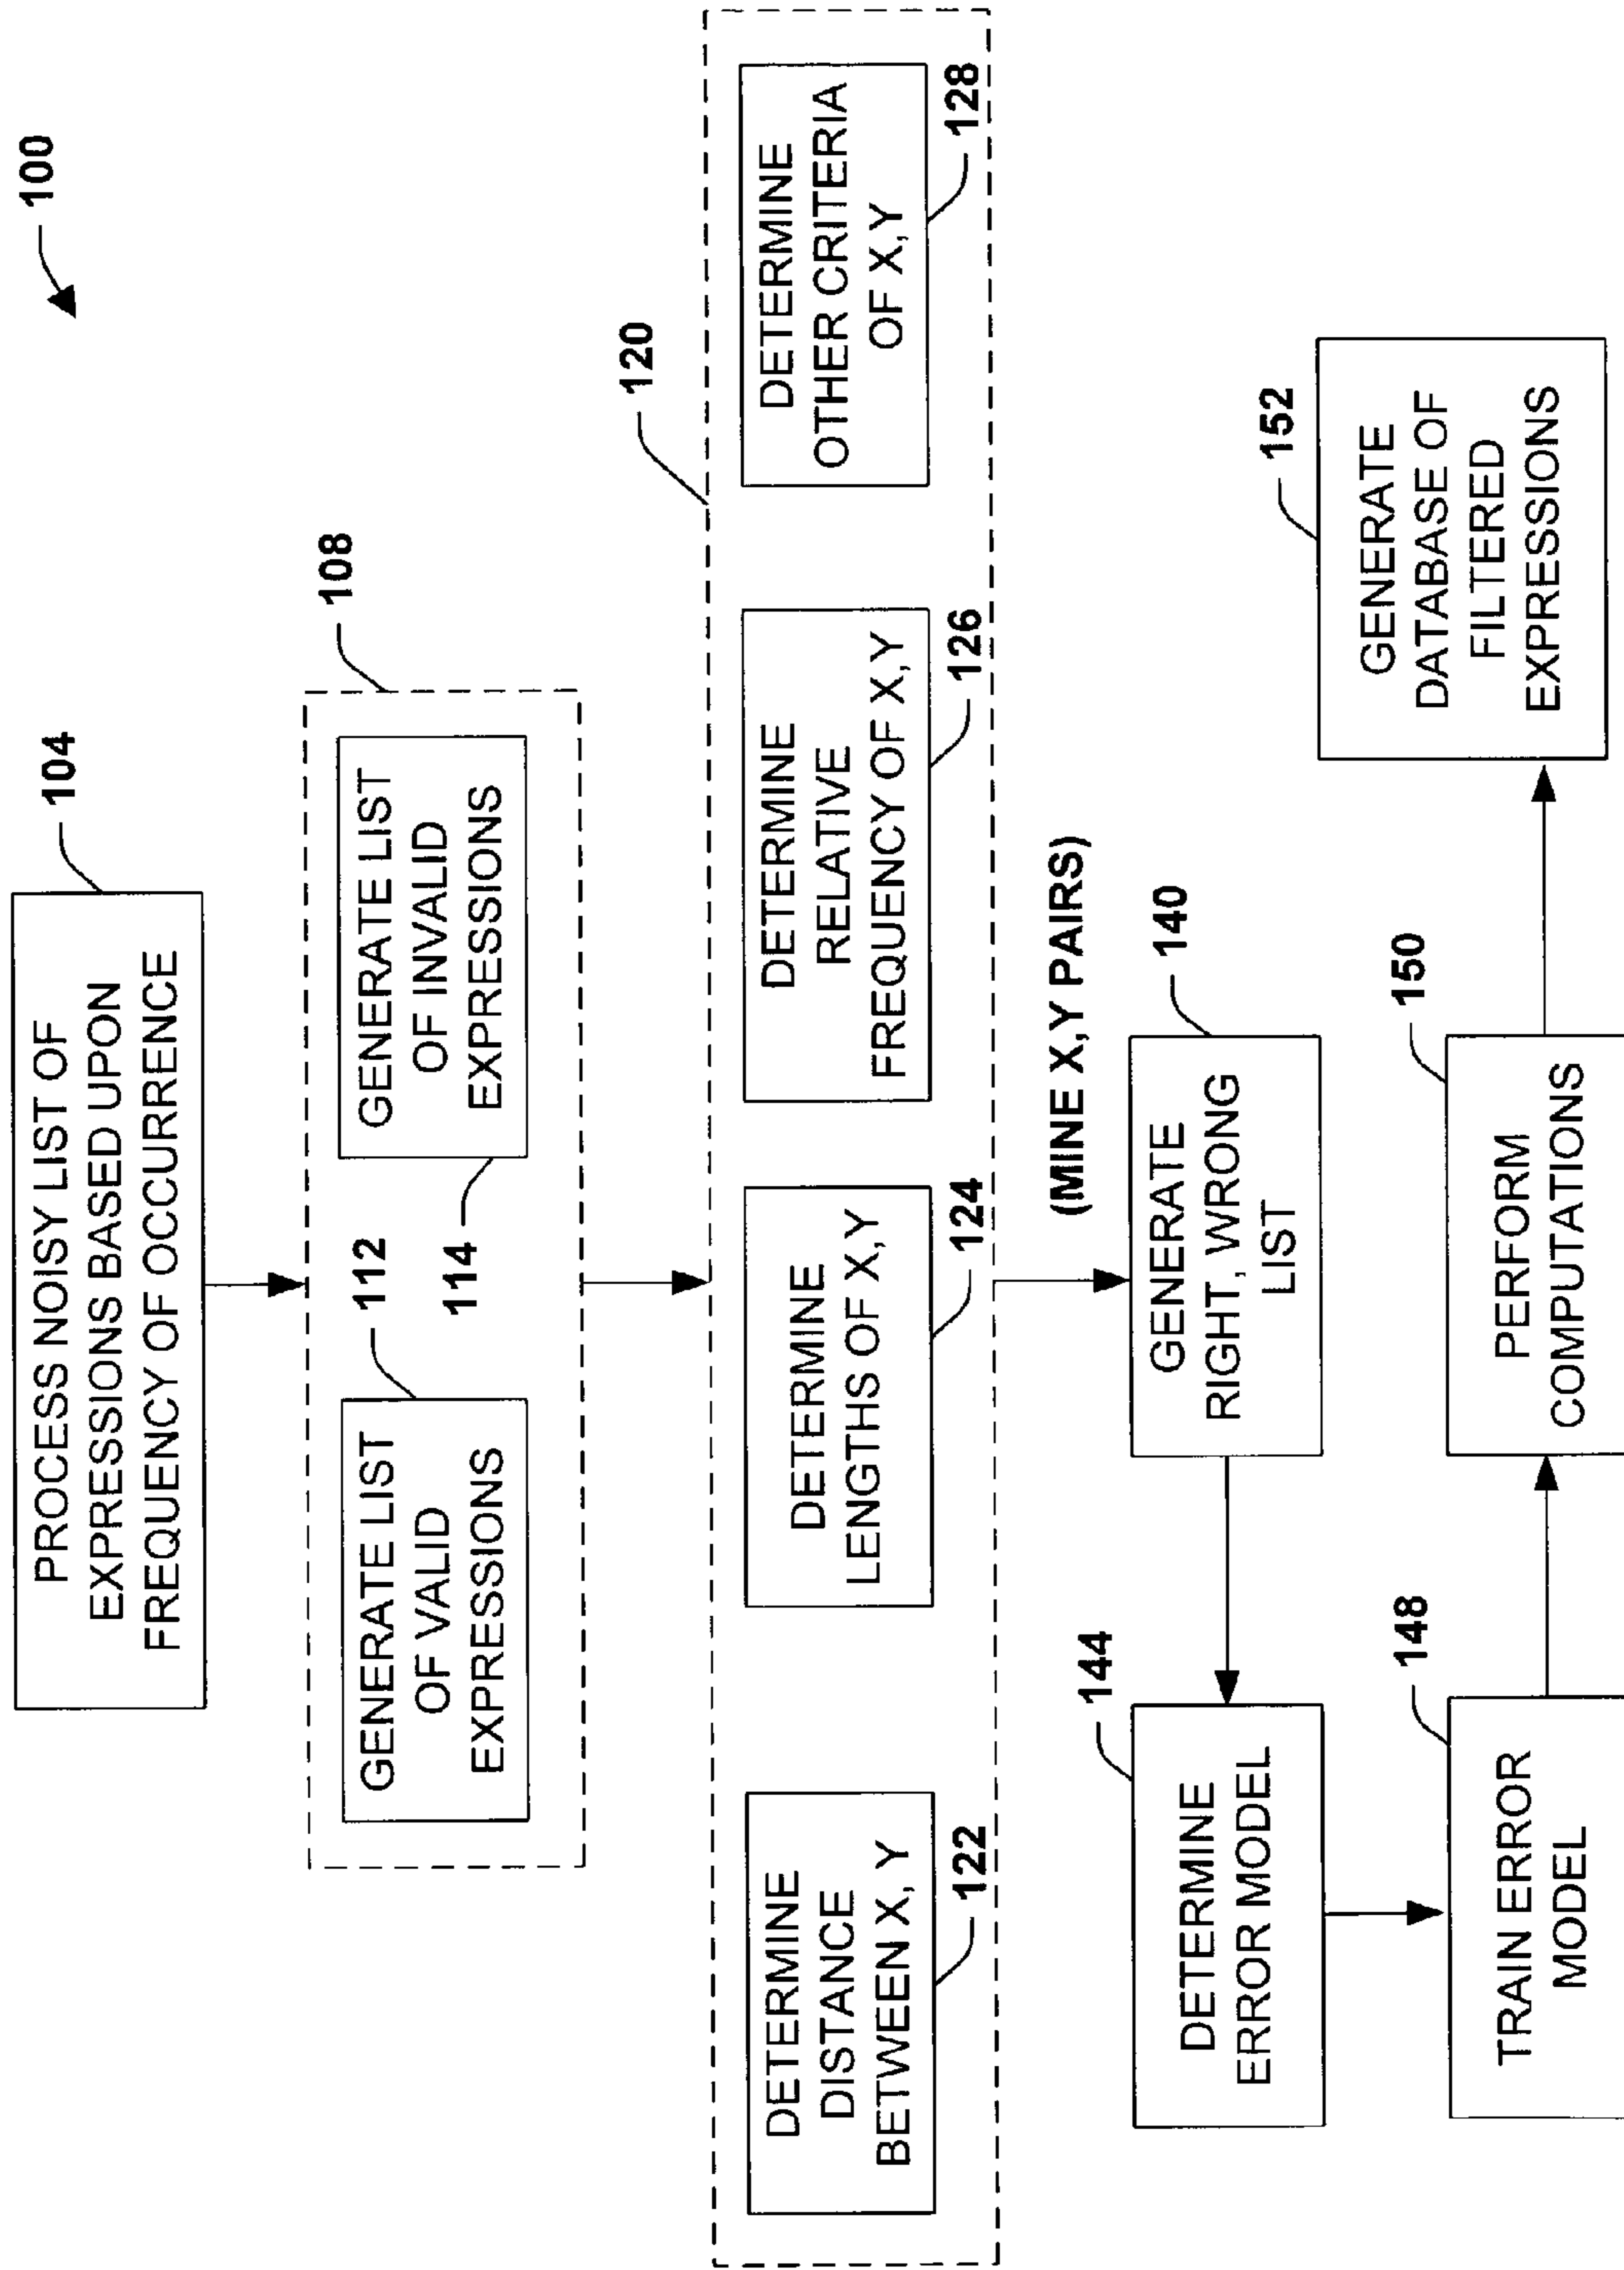 100
PROCESS NOISY LIST OF
EXPRESSIONS BASED UPON
FREQUENCY OF OCCURRENCE
104
108
GENERATE LIST
OF VALID
EXPRESSIONS
112
GENERATE LIST
OF INVALID
EXPRESSIONS
114
120
DETERMINE
DISTANCE
BETWEEN X, Y
122
DETERMINE
LENGTHS OF X,Y
124
DETERMINE
RELATIVE
FREQUENCY OF X,Y
126
DETERMINE
OTHER CRITERIA
OF X,Y
128
(MINE X,Y PAIRS)
GENERATE
RIGHT, WRONG
LIST
140
DETERMINE
ERROR MODEL
144
TRAIN ERROR
MODEL
148
PERFORM
COMPUTATIONS
150
GENERATE
DATABASE OF
FILTERED
EXPRESSIONS
152